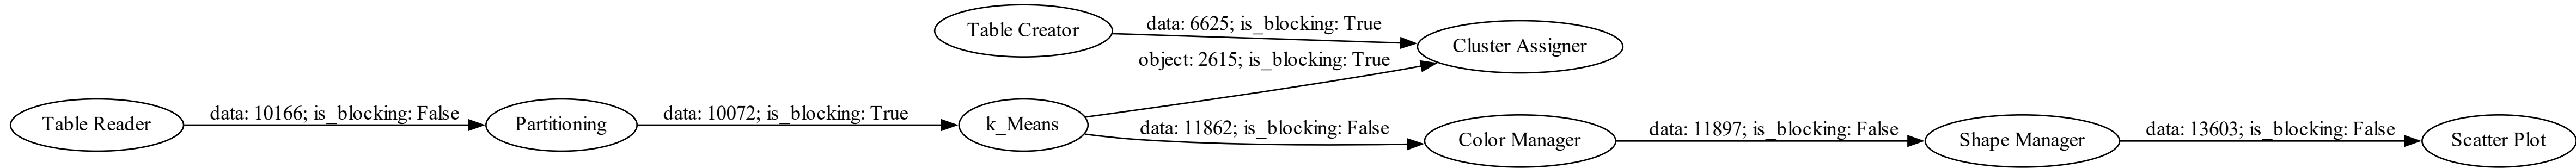 Table Creator
data: 6625; is_blocking: True
Cluster Assigner
object: 2615; is_blocking: True
Table Reader
data: 10166; is_blocking: False
Partitioning
data: 10072; is_blocking: True
k_Means
data: 11862; is_blocking: False
Color Manager
data: 11897; is_blocking: False
Shape Manager
data: 13603; is_blocking: False
Scatter Plot